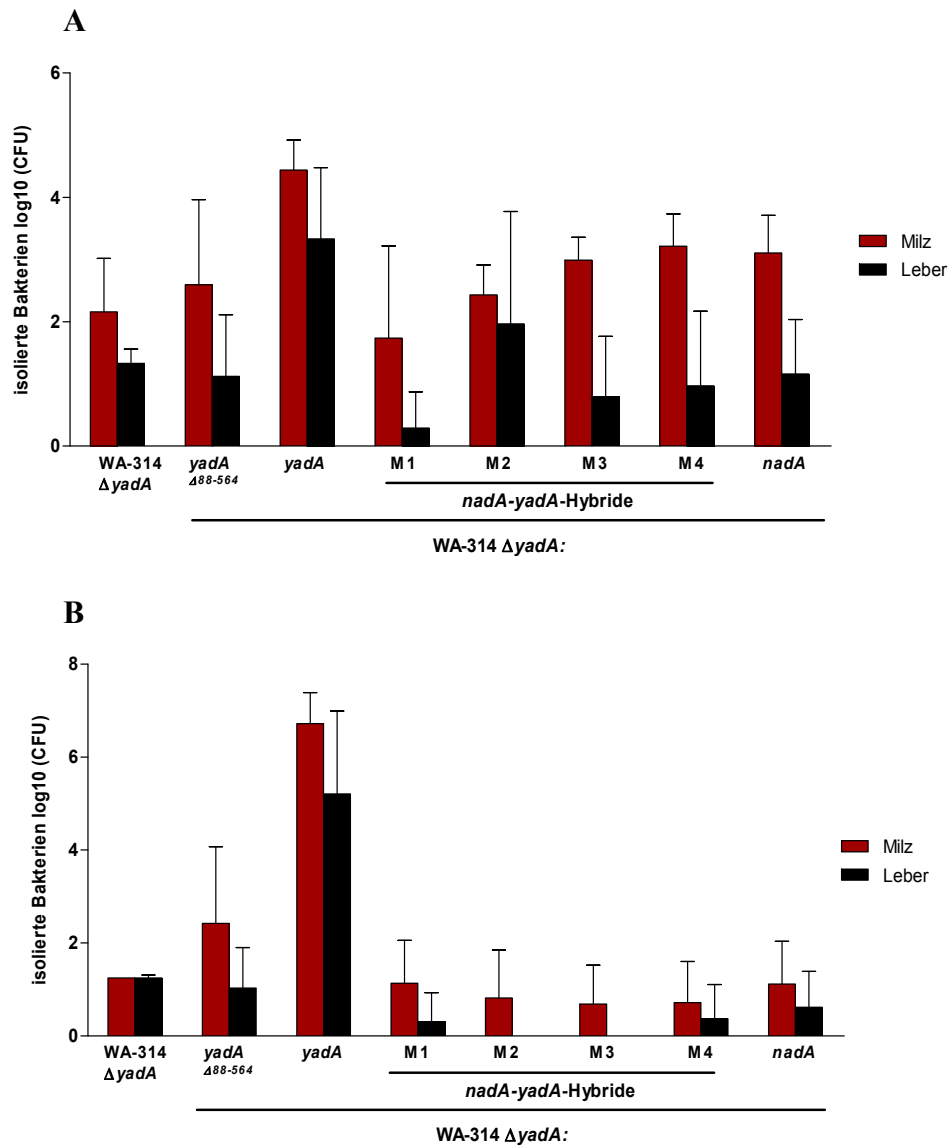 A
isolierte Bakterien log10 (CFU)
6
4
2
0
Milz
Leber
WA-314 yadA yadA M1 M2 M3 M4 nadA
ΔyadA Δ88-564
nadA-yadA-Hybride
WA-314 ΔyadA:
B
isolierte Bakterien log10 (CFU)
8
6
4
2
0
Milz
Leber
WA-314 yadA yadA M1 M2 M3 M4 nadA
ΔyadA Δ88-564
nadA-yadA-Hybride
WA-314 ΔyadA: